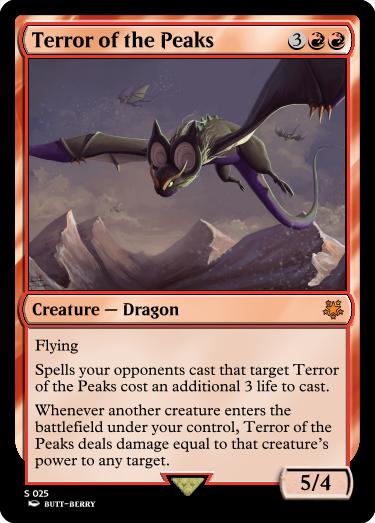 Terror of the Peaks 3
Creature — Dragon
Flying
Spells your opponents cast that target Terror
of the Peaks cost an additional 3 life to cast.
Whenever another creature enters the
battlefield under your control, Terror of the
Peaks deals damage equal to that creature's
power to any target.
5/4
S 025
BUTT-BERRY